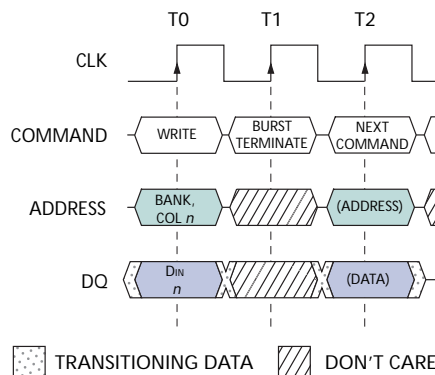 T0 T1 T2
CLK
COMMAND WRITE BURST TERMINATE NEXT COMMAND
ADDRESS BANK, COL n (ADDRESS)
DQ DIN n (DATA)
TRANSITIONING DATA DON'T CARE